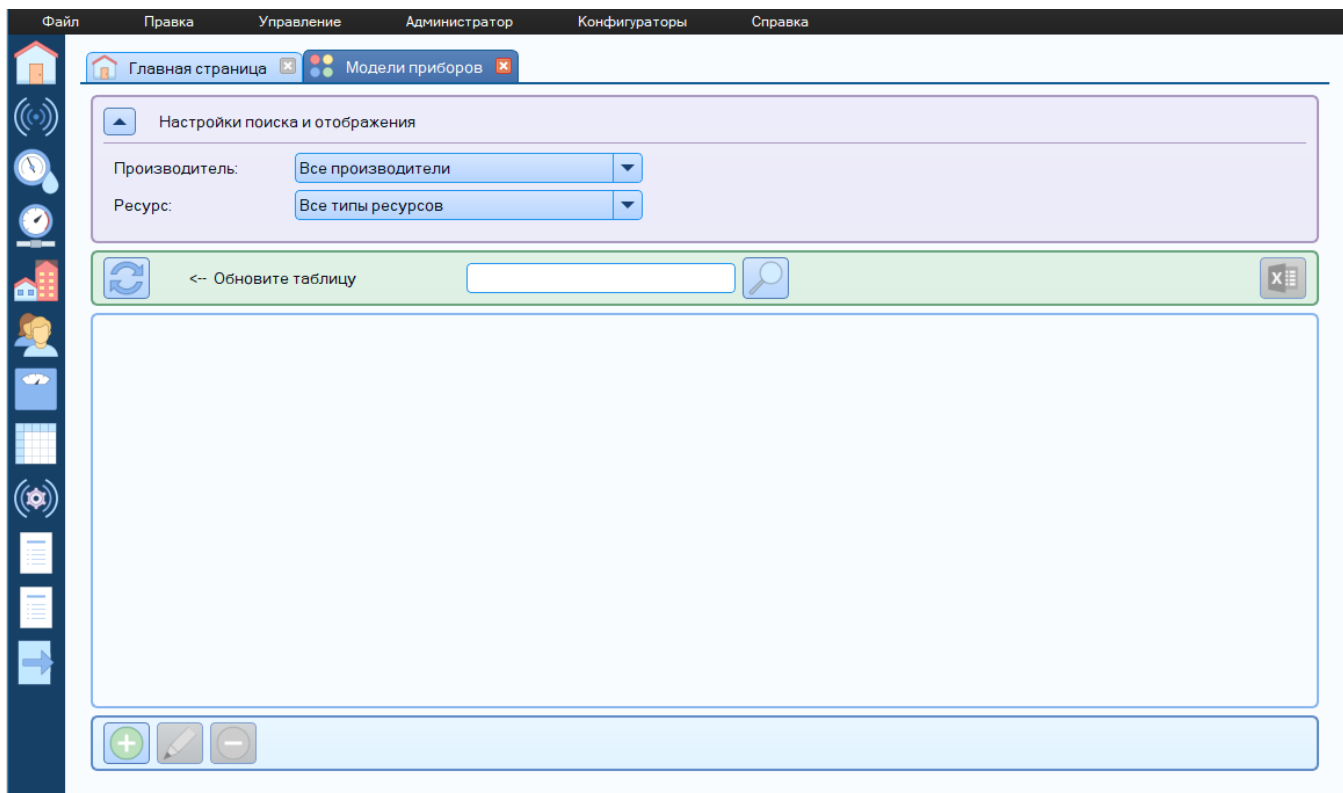 Файл Правка Управление Администратор Конфигураторы Справка
Главная страница Модели приборов
Настройки поиска и отображения
Производитель: Все производители
Ресурс: Все типы ресурсов
<-- Обновите таблицу
X